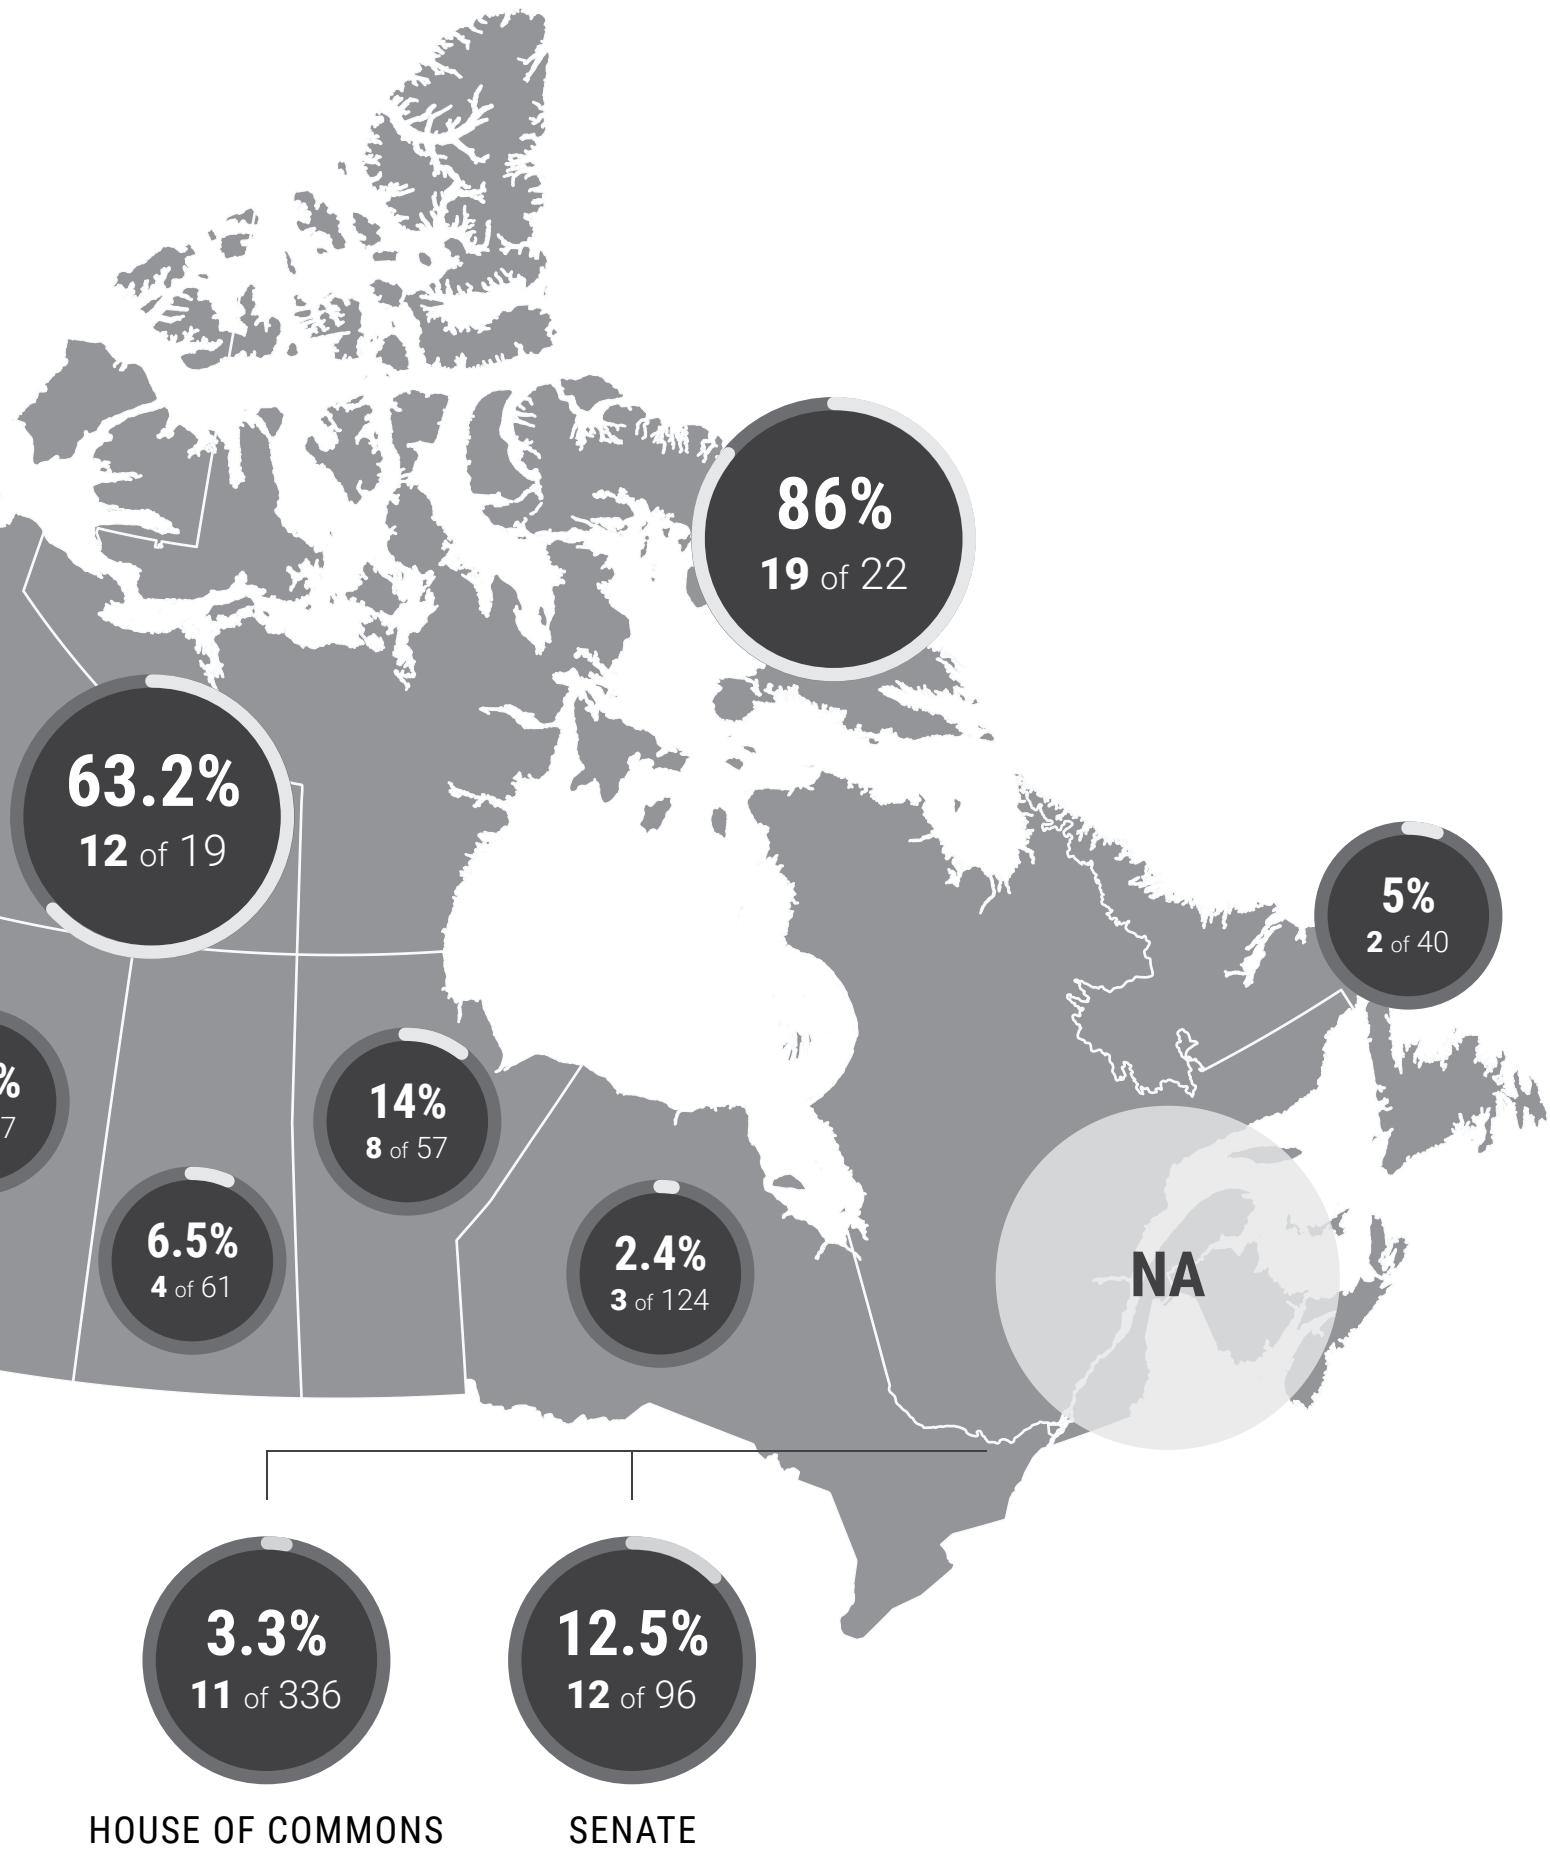 86%
19 of 22
63.2%
12 of 19
5%
2 of 40
%
7
14%
8 of 57
6.5%
4 of 61
2.4%
3 of 124
NA
3.3%
11 of 336
12.5%
12 of 96
HOUSE OF COMMONS
SENATE